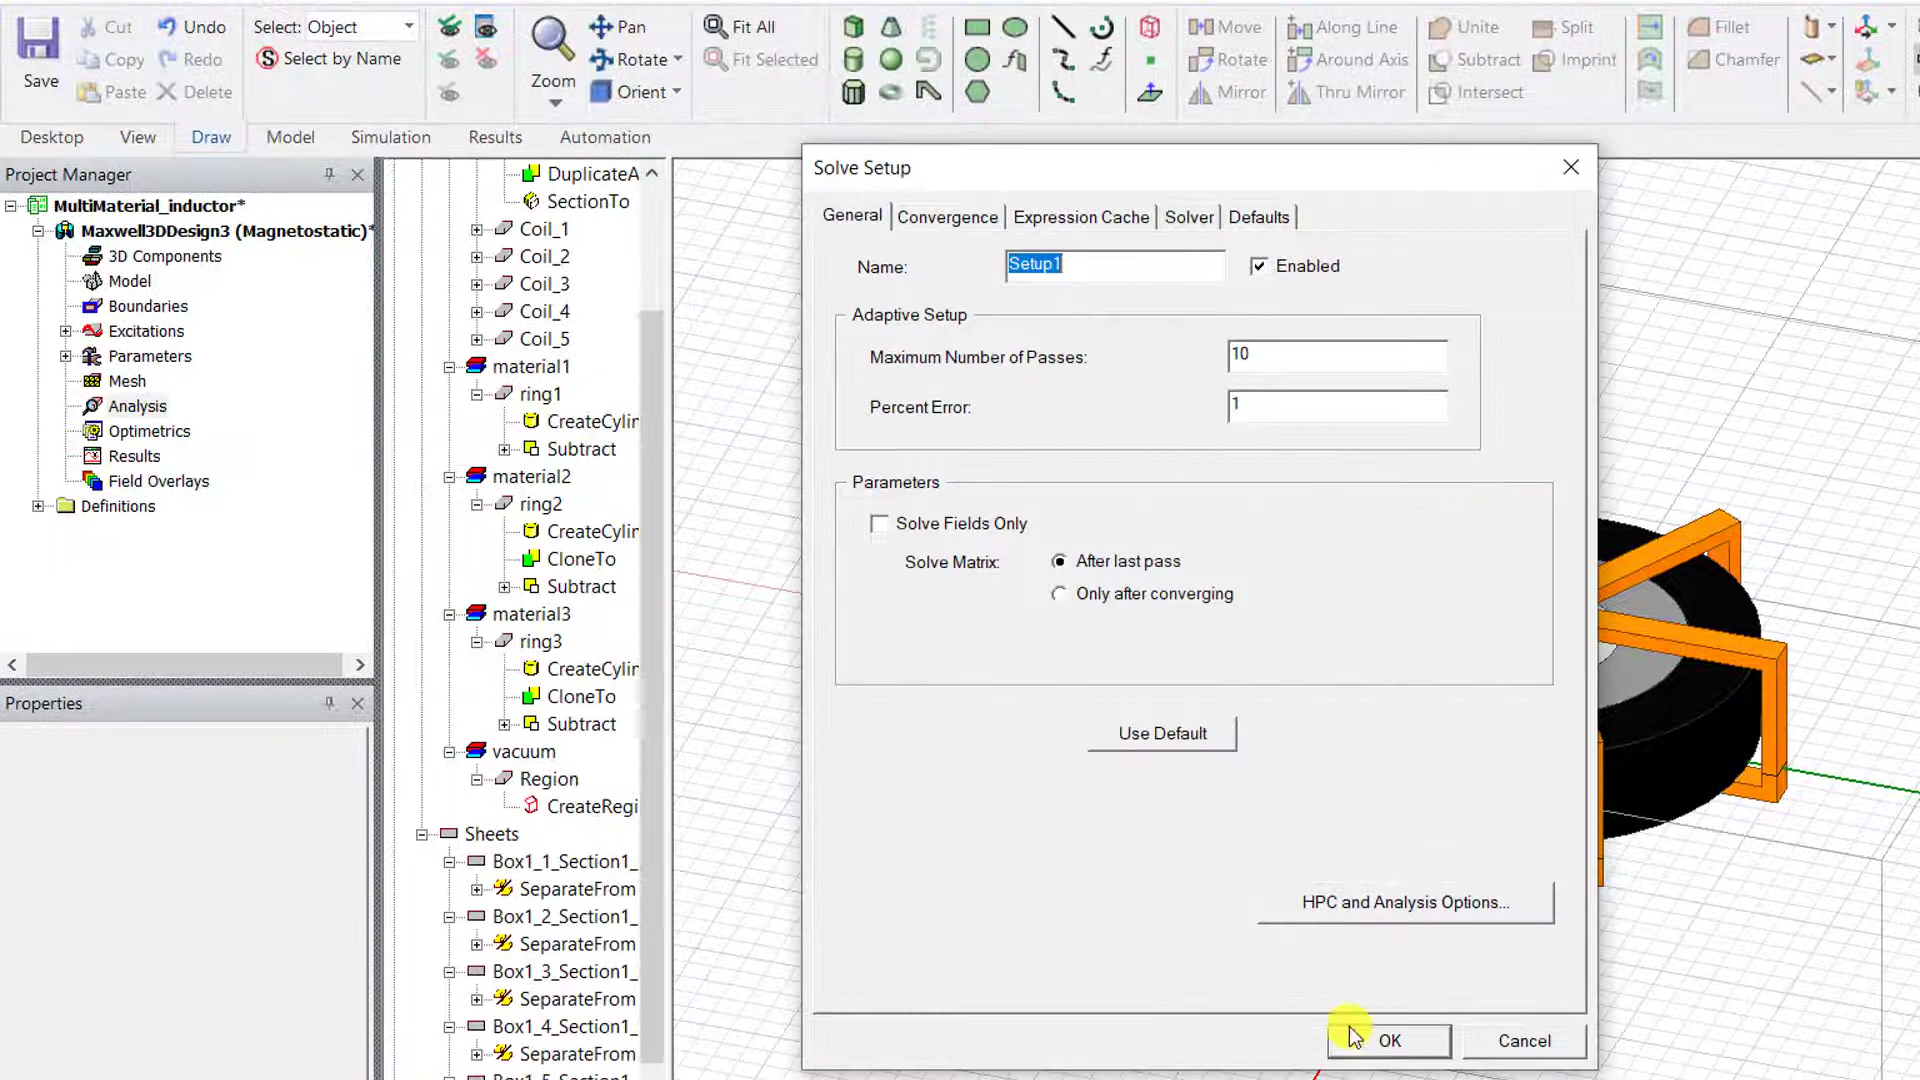 Save
Cut
Copy
Paste
Undo
Redo
Delete
Select: Object
Select by Name
Zoom
Pan
Rotate
Orient
Fit All
Fit Selected
Move
Rotate
Mirror
Along Line
Around Axis
Thru Mirror
Unite
Subtract
Intersect
Split
Imprint
Fillet
Chamfer
Desktop
View
Draw
Model
Simulation
Results
Automation
Project Manager
MultiMaterial_inductor*
Maxwell3DDesign3 (Magnetostatic)*
3D Components
Model
Boundaries
Excitations
Parameters
Mesh
Analysis
Optimetrics
Results
Field Overlays
Definitions
Properties
DuplicateA
SectionTo
Coil_1
Coil_2
Coil_3
Coil_4
Coil_5
material1
ring1
CreateCylin
Subtract
material2
ring2
CreateCylin
CloneTo
Subtract
material3
ring3
CreateCylin
CloneTo
Subtract
vacuum
Region
CreateRegi
Sheets
Box1_1_Section1_
SeparateFrom
Box1_2_Section1_
SeparateFrom
Box1_3_Section1_
SeparateFrom
Box1_4_Section1_
SeparateFrom
Solve Setup
General
Convergence
Expression Cache
Solver
Defaults
Name:
Setup1
Enabled
Adaptive Setup
Maximum Number of Passes:
10
Percent Error:
1
Parameters
Solve Fields Only
Solve Matrix:
After last pass
Only after converging
Use Default
HPC and Analysis Options...
OK
Cancel